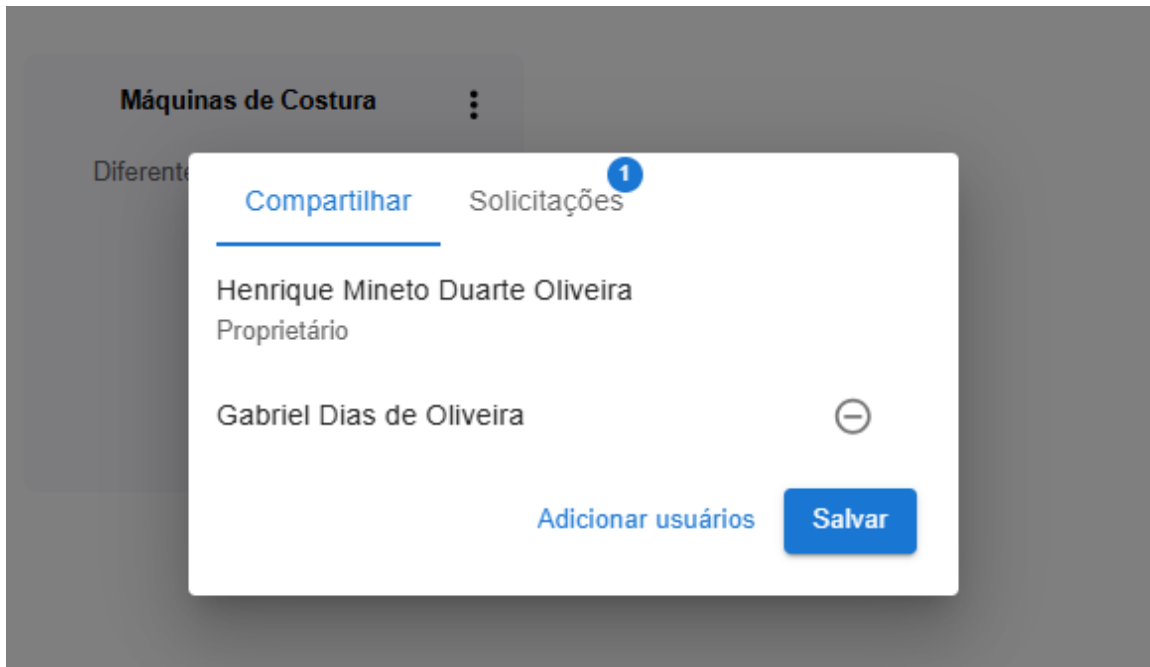 Máquinas de Costura
Diferente
Compartilhar
Solicitações
1
Henrique Mineto Duarte Oliveira
Proprietário
Gabriel Dias de Oliveira
Adicionar usuários
Salvar